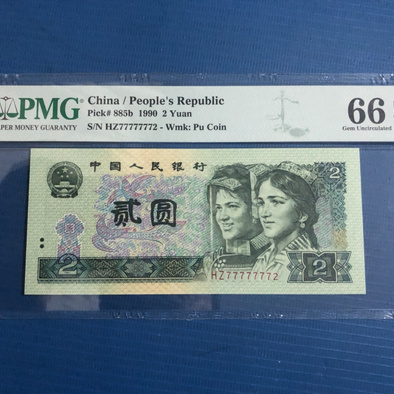 PMG
PAPER MONEY GUARANTY
China / People's Republic
Pick# 885b 1990 2 Yuan
S/N HZ77777772 - Wmk: Pu Coin
66
Gem Uncirculated
中国人民银行
贰圆
2
2
2
HZ77777772